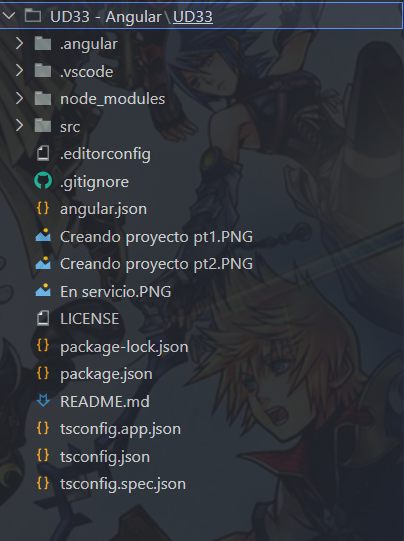 UD33 - Angular\UD33
.angular
.vscode
node_modules
src
.editorconfig
.gitignore
angular.json
Creando proyecto pt1.PNG
Creando proyecto pt2.PNG
En servicio.PNG
LICENSE
package-lock.json
package.json
README.md
tsconfig.app.json
tsconfig.json
tsconfig.spec.json